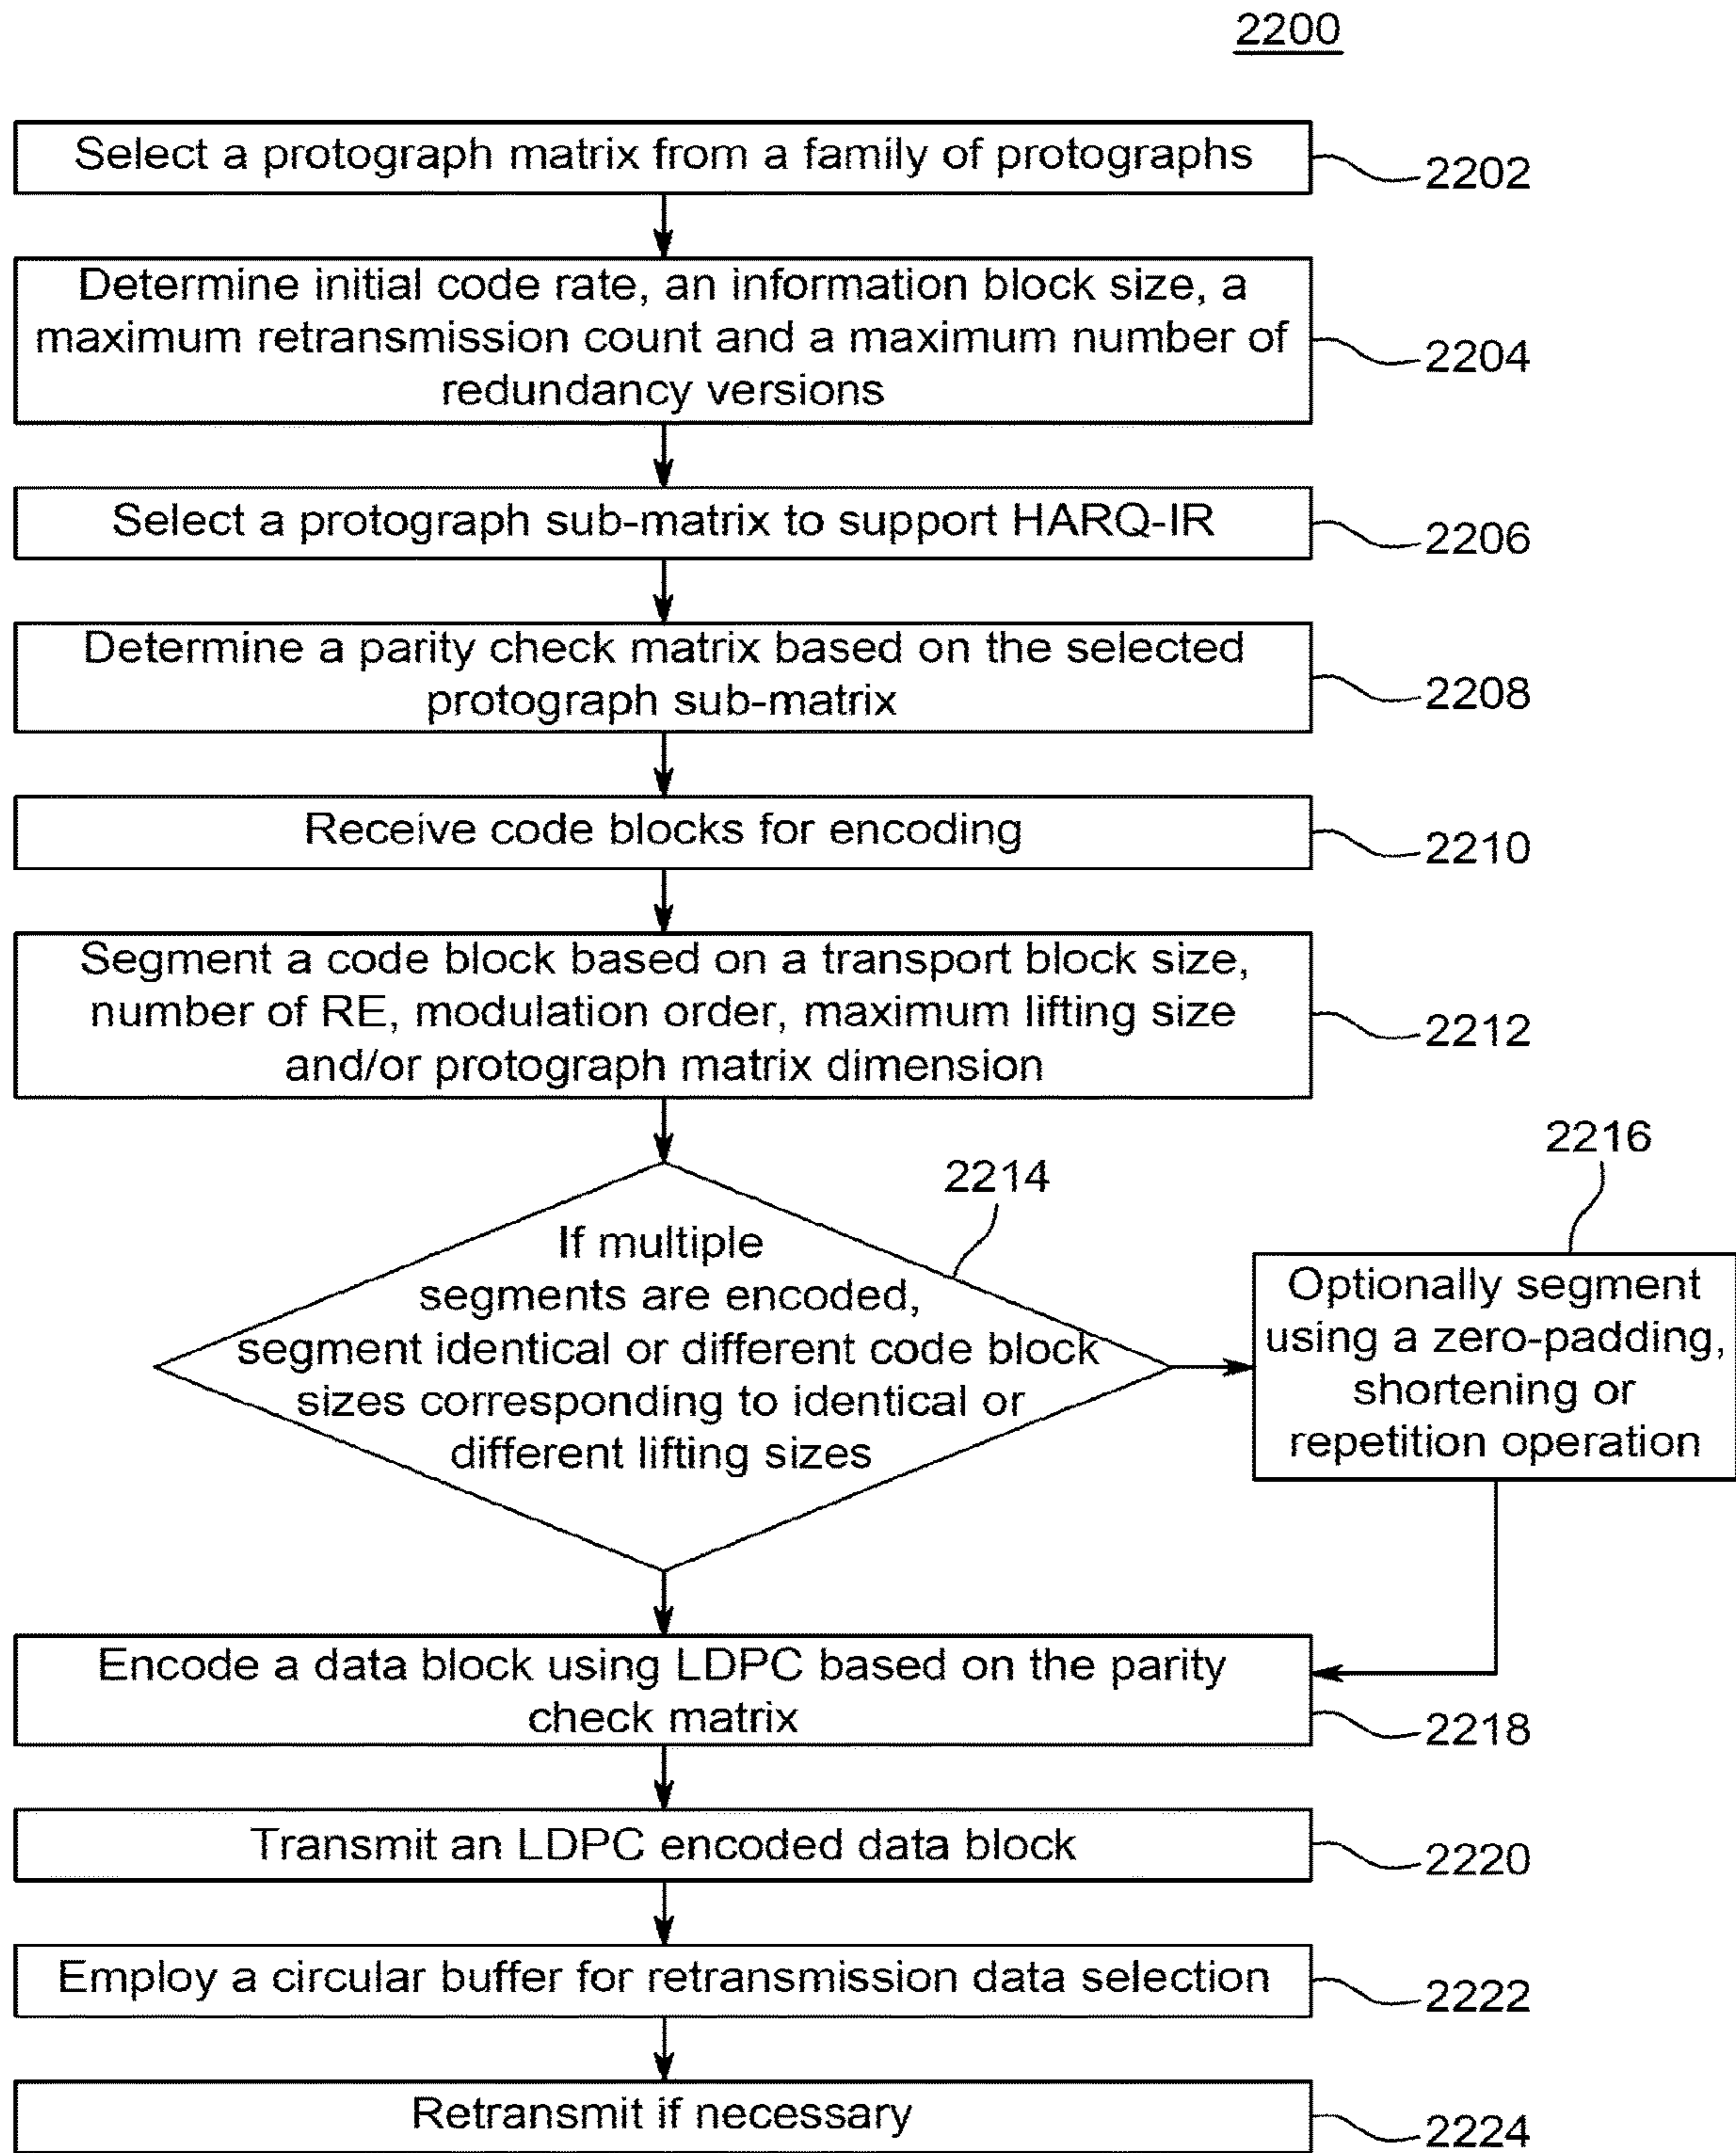 2200
Select a protograph matrix from a family of protographs
2202
Determine initial code rate, an information block size, a
maximum retransmission count and a maximum number of
redundancy versions
2204
Select a protograph sub-matrix to support HARQ-IR
2206
Determine a parity check matrix based on the selected
protograph sub-matrix
2208
Receive code blocks for encoding
2210
Segment a code block based on a transport block size,
number of RE, modulation order, maximum lifting size
and/or protograph matrix dimension
2212
2214
If multiple
segments are encoded,
segment identical or different code block
sizes corresponding to identical or
different lifting sizes
2216
Optionally segment
using a zero-padding,
shortening or
repetition operation
Encode a data block using LDPC based on the parity
check matrix
2218
Transmit an LDPC encoded data block
2220
Employ a circular buffer for retransmission data selection
2222
Retransmit if necessary
2224